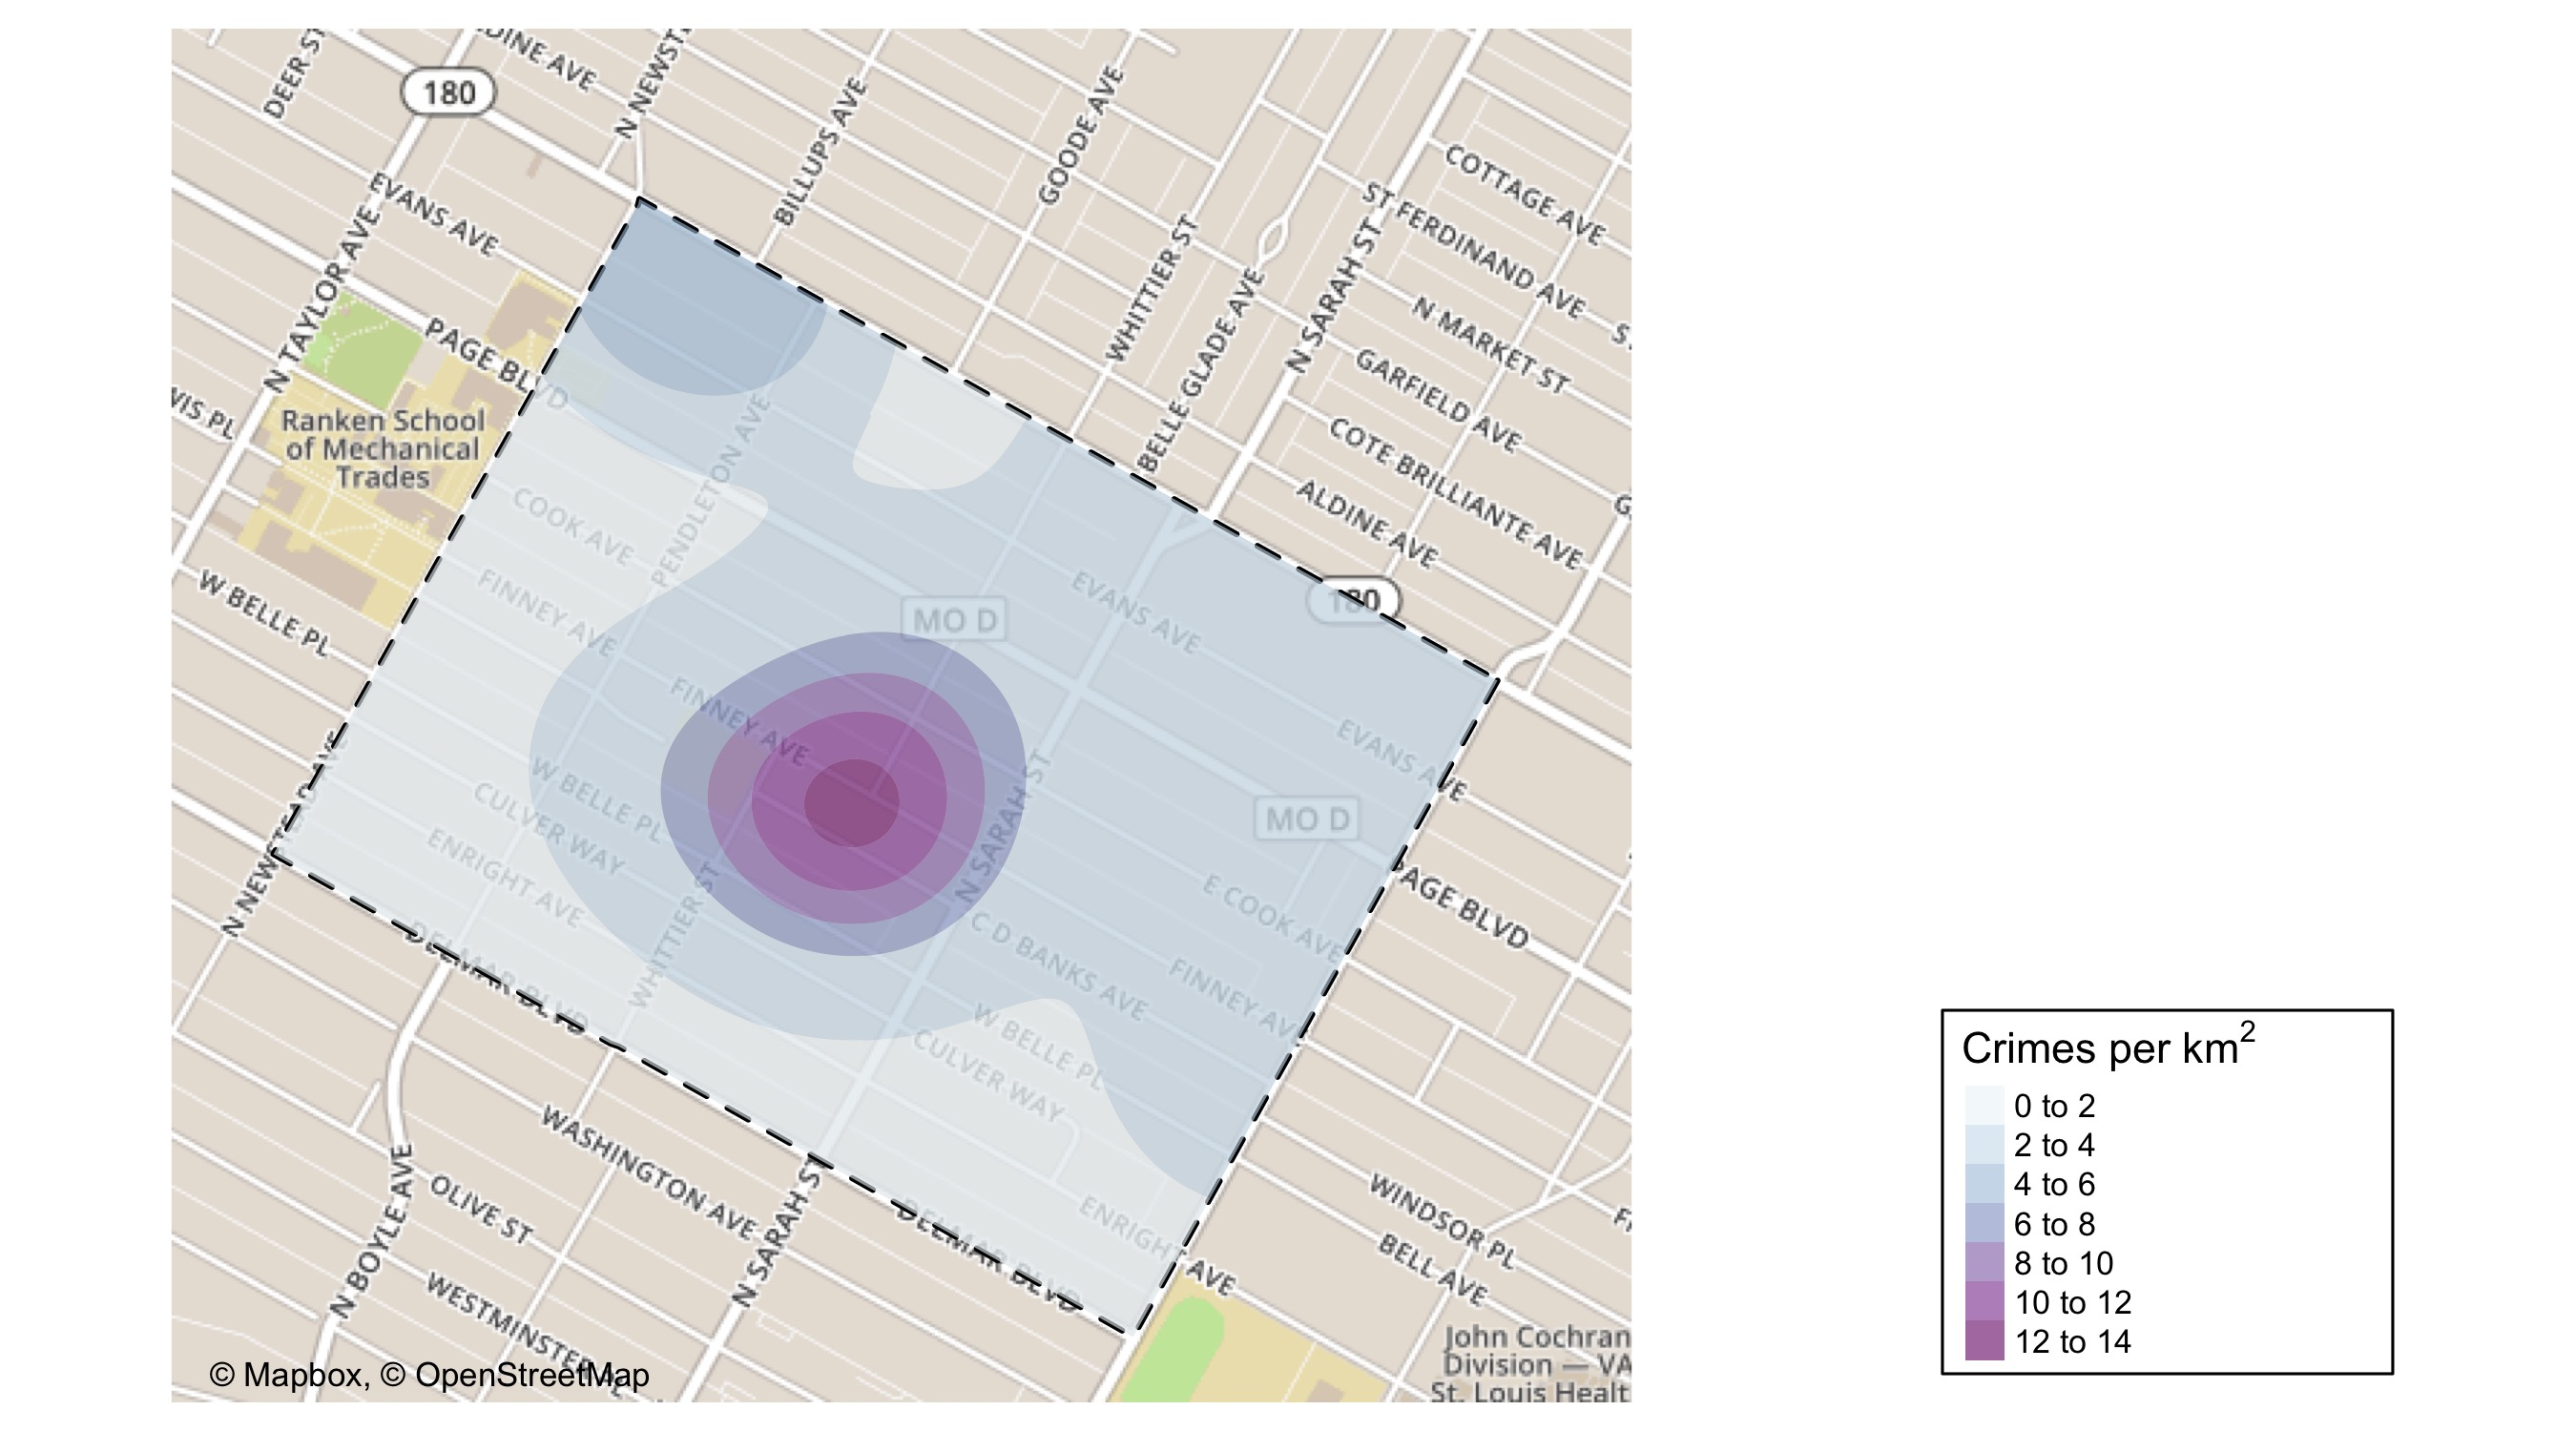 DEER ST
DINE AVE
N NEWST
180
BILLUPS AVE
GOODE AVE
COTTAGE AVE
ST FERDINAND AVE
EVANS AVE
N TAYLOR AVE
WHITTIER ST
BELLE GLADE AVE
N SARAH ST
N MARKET ST
S
PAGE BLVD
GARFIELD AVE
VIS PL
Ranken School
of Mechanical
Trades
PENDLETON AVE
COTE BRILLIANTE AVE
COOK AVE
ALDINE AVE
G
W BELLE PL
FINNEY AVE
MO D
EVANS AVE
180
FINNEY AVE
EVANS AVE
W BELLE PL
N SARAH ST
MO D
CULVER WAY
ENRIGHT AVE
N NEWSTEAD AVE
WHITTIER ST
E COOK AVE
PAGE BLVD
C D BANKS AVE
FINNEY AVE
DELMAR BLVD
W BELLE PL
CULVER WAY
WASHINGTON AVE
N BOYLE AVE
OLIVE ST
N SARAH ST
DELMAR BLVD
ENRIGHT AVE
WINDSOR PL
BELL AVE
F
WESTMINSTER PL
John Cochran
Division — VA
St. Louis Healt
© Mapbox, © OpenStreetMap
Crimes per km2
0 to 2
2 to 4
4 to 6
6 to 8
8 to 10
10 to 12
12 to 14